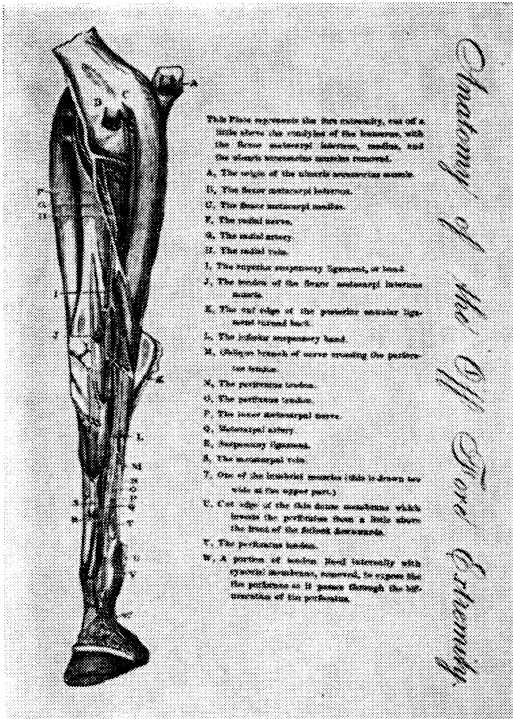 Anatomy of the Off Fore Extremity.
This Plate represents the fore extremity, cut off a
little above the condyles of the humerus, with
the flexor metacarpi internus, medius, and
the ulnaris accessorius muscles removed.
A, The origin of the ulnaris accessorius muscle.
B, The flexor metacarpi internus.
C, The flexor metacarpi medius.
F, The radial nerve.
G, The radial artery.
H, The radial vein.
I, The superior suspensory ligament, or band.
J, The tendon of the flexor metacarpi internus
muscle.
K, The cut edge of the posterior annular liga-
ment turned back.
L, The inferior suspensory band.
M, Oblique branch of nerve crossing the perfora-
tus tendon.
N, The perforans tendon.
O, The perforatus tendon.
P, The inner metacarpal nerve.
Q, Metacarpal artery.
R, Suspensory ligament.
S, The metacarpal vein.
T, One of the lumbrici muscles (this is drawn too
wide at the upper part.)
U, Cut edge of the thin dense membrane which
invests the perforatus from a little above
the front of the fetlock downwards.
V, The perforatus tendon.
W, A portion of tendon lined internally with
synovial membrane, removed, to expose the
the perforans as it passes through the bif-
urcation of the perforatus.
A
B
C
F
G
H
I
J
K
L
M
N
O
P
S
R
T
U
V
W